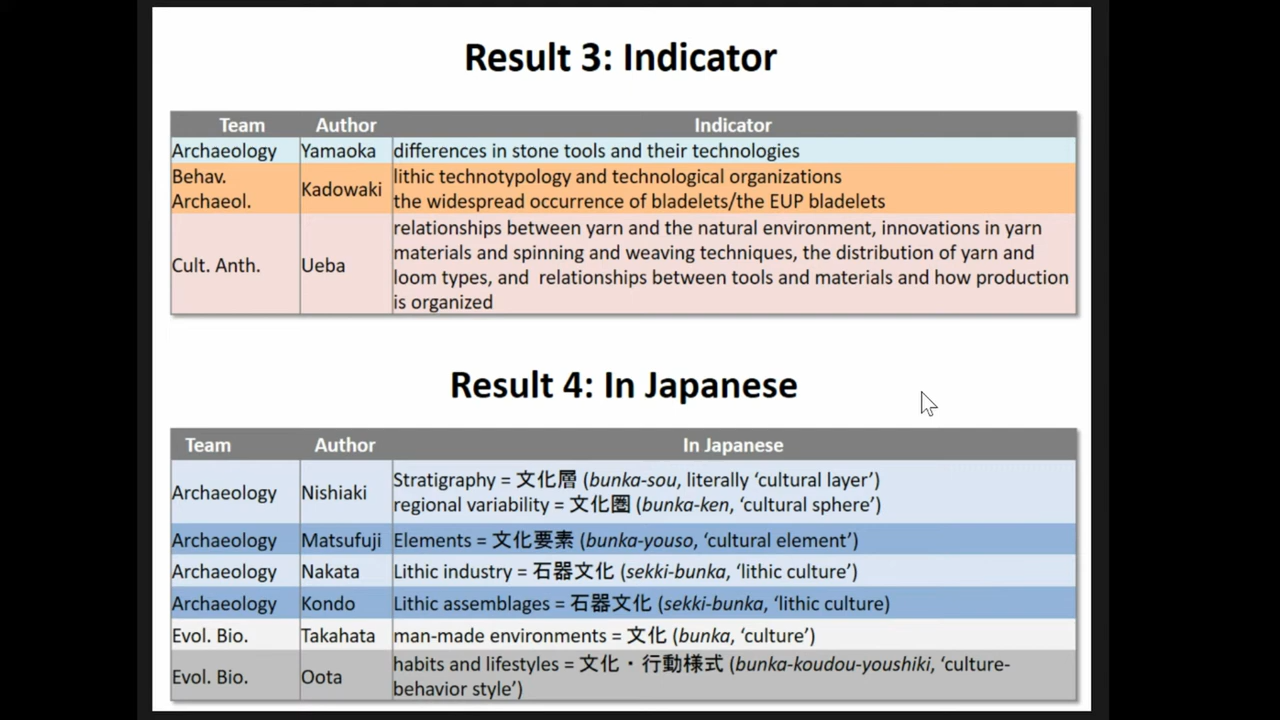 Result 3: Indicator
Team Author Indicator
Archaeology Yamaoka differences in stone tools and their technologies
Behav. Archaeol. Kadowaki lithic technotypology and technological organizations
the widespread occurrence of bladelets/the EUP bladelets
Cult. Anth. Ueba relationships between yarn and the natural environment, innovations in yarn
materials and spinning and weaving techniques, the distribution of yarn and
loom types, and relationships between tools and materials and how production
is organized
Result 4: In Japanese
Team Author In Japanese
Archaeology Nishiaki Stratigraphy = 文化層 (bunka-sou, literally ‘cultural layer’)
regional variability = 文化圏 (bunka-ken, ‘cultural sphere’)
Archaeology Matsufuji Elements = 文化要素 (bunka-youso, ‘cultural element’)
Archaeology Nakata Lithic industry = 石器文化 (sekki-bunka, ‘lithic culture’)
Archaeology Kondo Lithic assemblages = 石器文化 (sekki-bunka, ‘lithic culture)
Evol. Bio. Takahata man-made environments = 文化 (bunka, ‘culture’)
Evol. Bio. Oota habits and lifestyles = 文化・行動様式 (bunka-koudou-youshiki, ‘culture-
behavior style’)